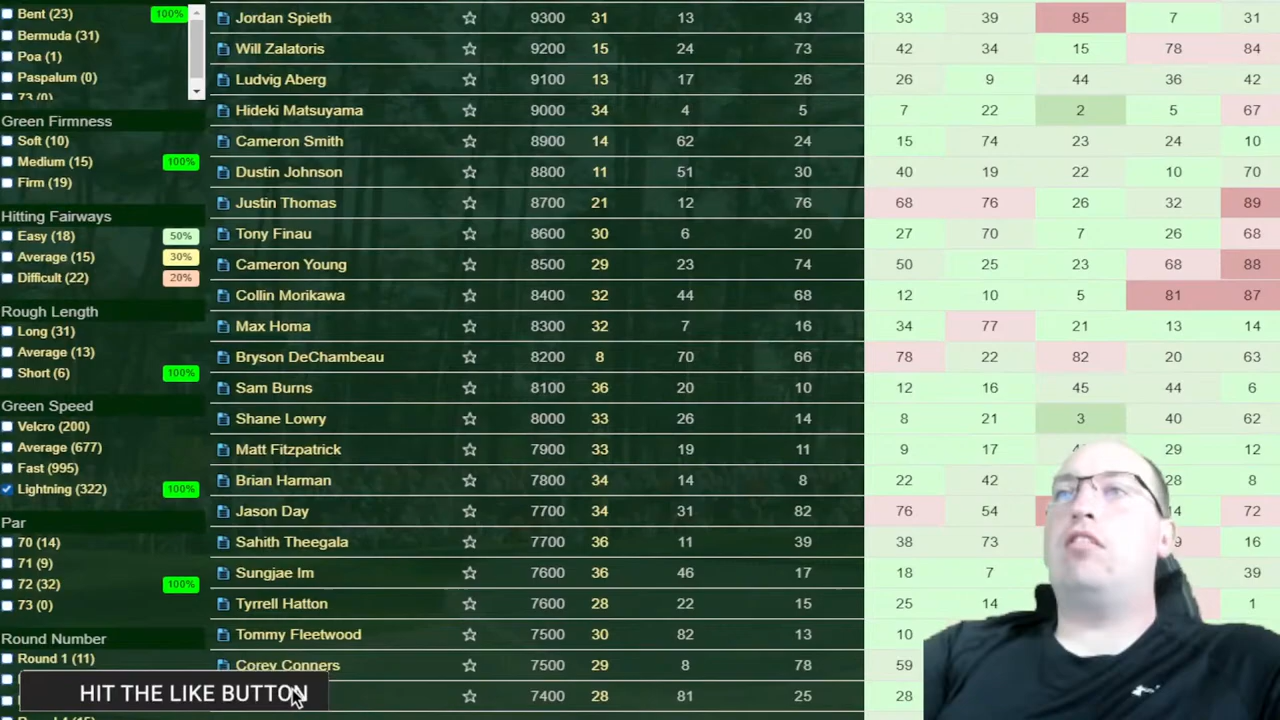 Bent (23) 100%
Bermuda (31)
Poa (1)
Paspalum (0)
73 (0)
Green Firmness
Soft (10)
Medium (15) 100%
Firm (19)
Hitting Fairways
Easy (18) 50%
Average (15) 30%
Difficult (22) 20%
Rough Length
Long (31)
Average (13)
Short (6) 100%
Green Speed
Velcro (200)
Average (677)
Fast (995)
Lightning (322) 100%
Par
70 (14)
71 (9)
72 (32) 100%
73 (0)
Round Number
Round 1 (11)
HIT THE LIKE BUTTON
Jordan Spieth 9300 31 13 43 33 39 85 7 31
Will Zalatoris 9200 15 24 73 42 34 15 78 84
Ludvig Aberg 9100 13 17 26 26 9 44 36 42
Hideki Matsuyama 9000 34 4 5 7 22 2 5 67
Cameron Smith 8900 14 62 24 15 74 23 24 10
Dustin Johnson 8800 11 51 30 40 19 22 10 70
Justin Thomas 8700 21 12 76 68 76 26 32 89
Tony Finau 8600 30 6 20 27 70 7 26 68
Cameron Young 8500 29 23 74 50 25 23 68 88
Collin Morikawa 8400 32 44 68 12 10 5 81 87
Max Homa 8300 32 7 16 34 77 21 13 14
Bryson DeChambeau 8200 8 70 66 78 22 82 20 63
Sam Burns 8100 36 20 10 12 16 45 44 6
Shane Lowry 8000 33 26 14 8 21 3 40 62
Matt Fitzpatrick 7900 33 19 11 9 17 29 12
Brian Harman 7800 34 14 8 22 42 28 8
Jason Day 7700 34 31 82 76 54 72
Sahith Theegala 7700 36 11 39 38 73 16
Sungjae Im 7600 36 46 17 18 7 39
Tyrrell Hatton 7600 28 22 15 25 14 1
Tommy Fleetwood 7500 30 82 13 10
Corey Conners 7500 29 8 78 59
7400 28 81 25 28